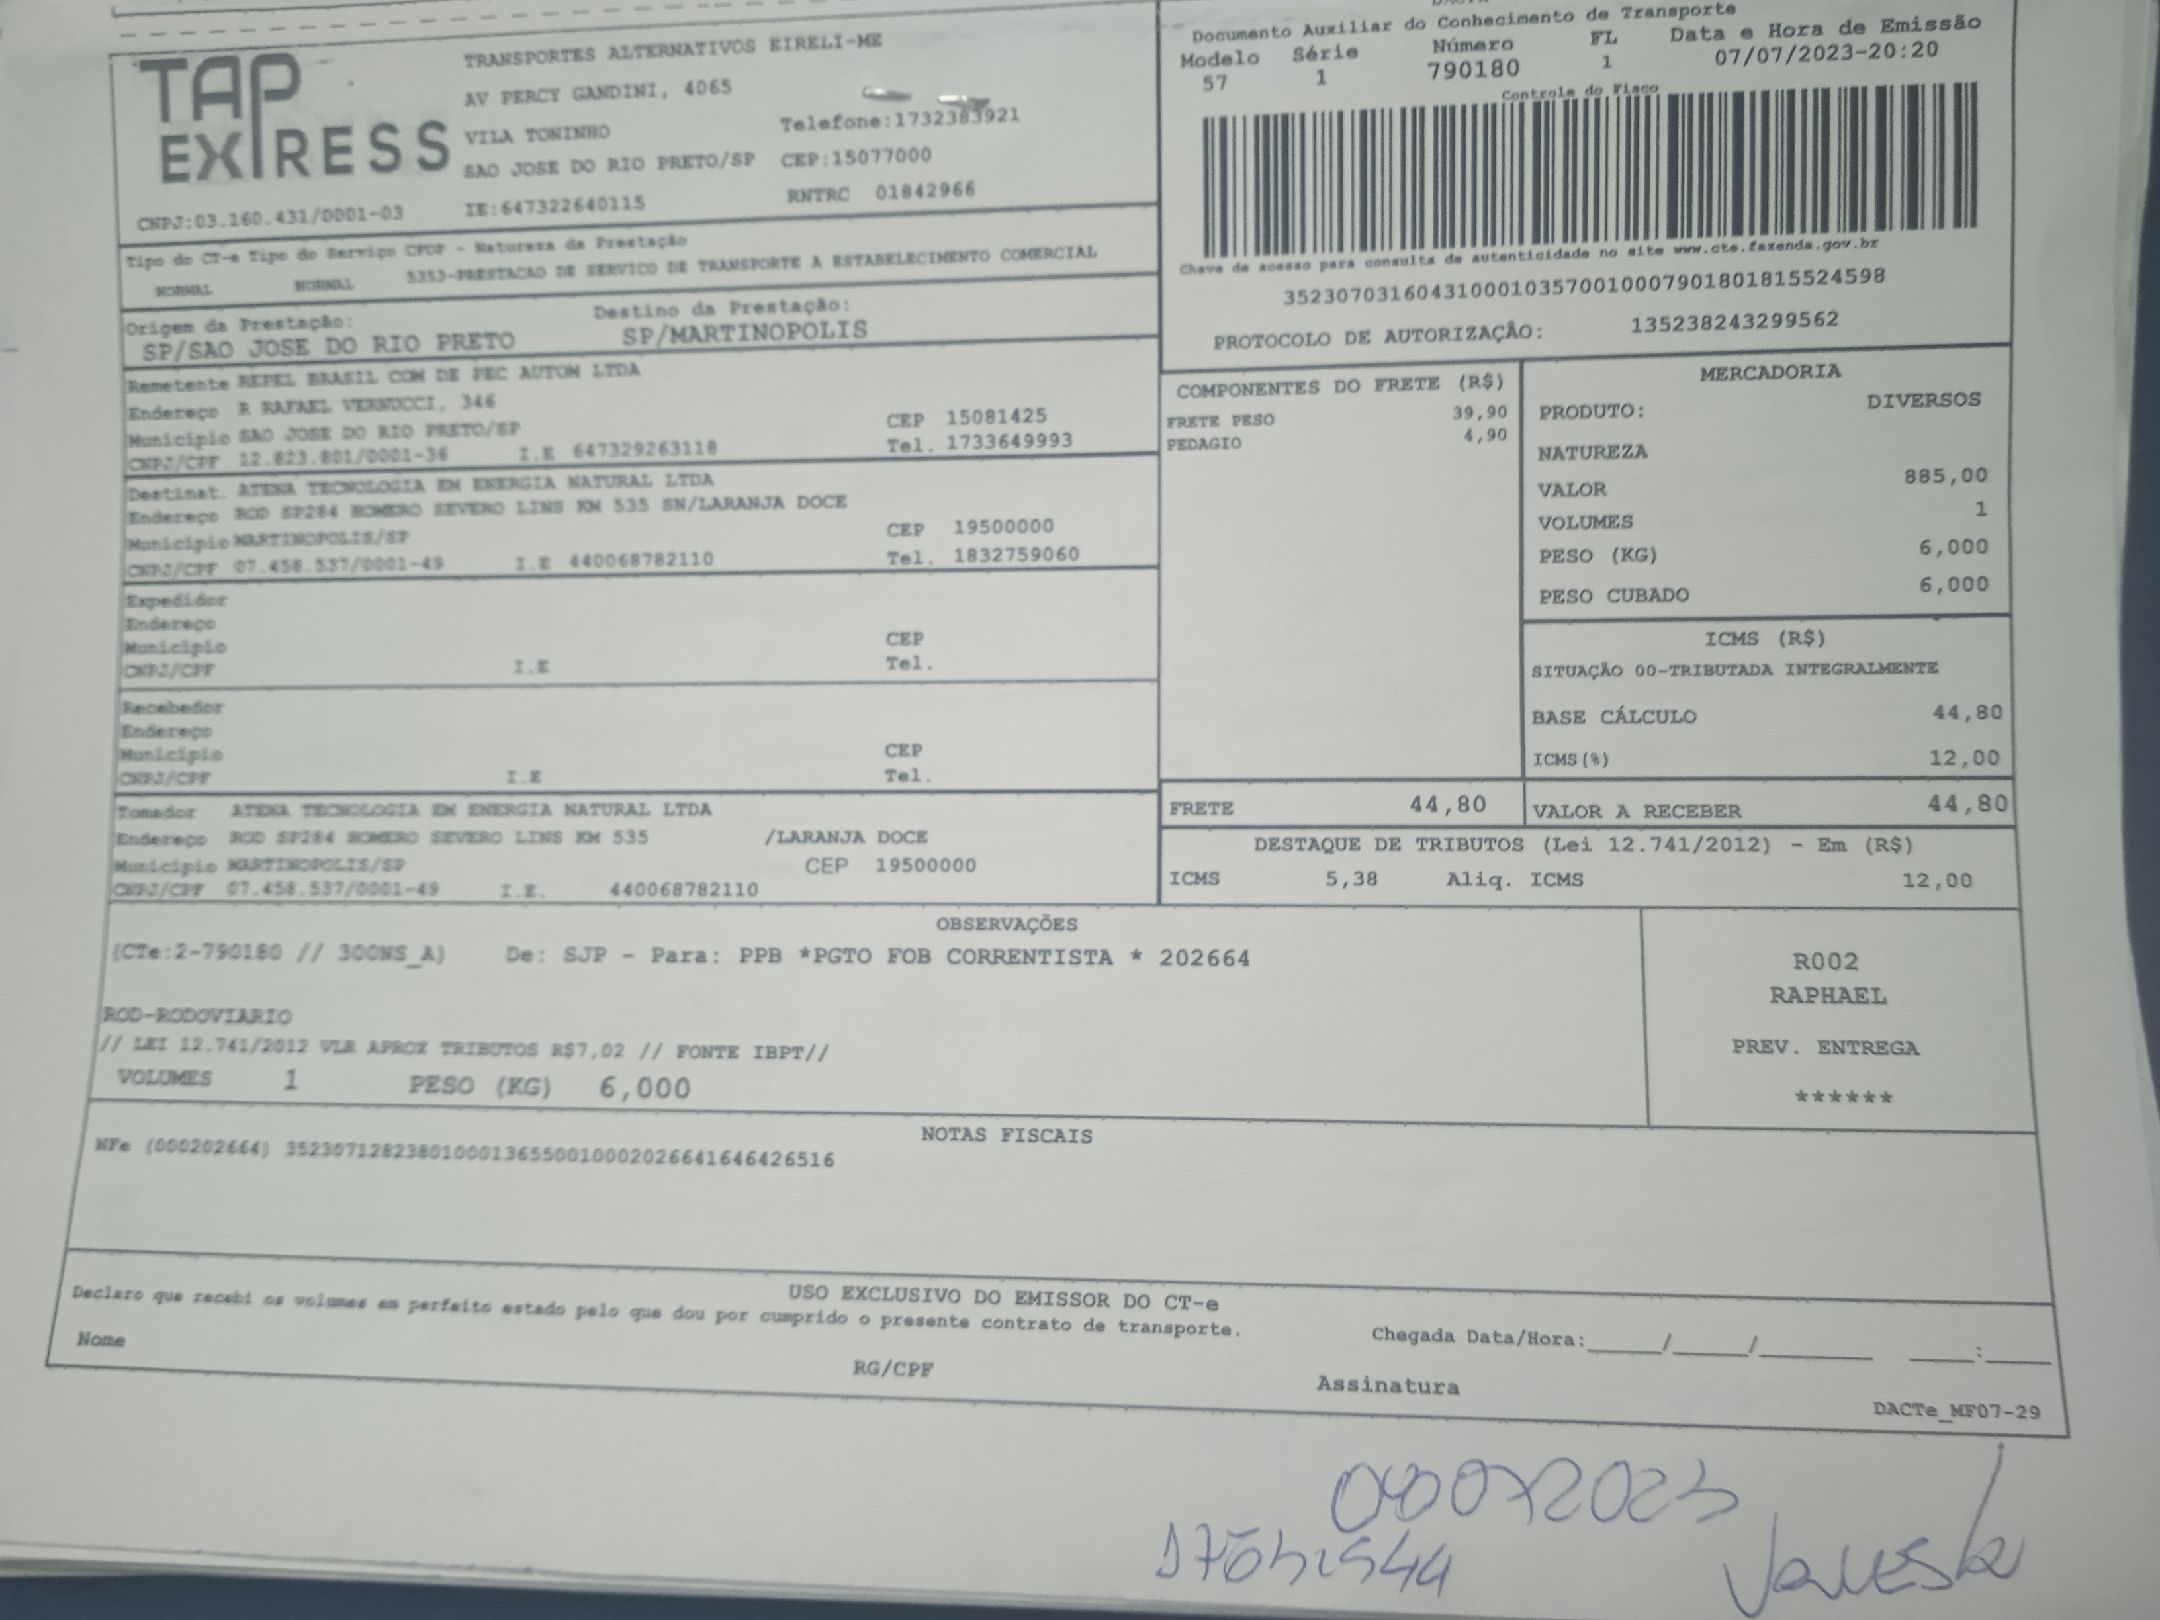 TAP EXPRESS
TRANSPORTES ALTERNATIVOS EIRELI-ME
AV PERCY GANDINI, 4065
VILA TONINHO Telefone:1732383921
SAO JOSE DO RIO PRETO/SP CEP:15077000
CNPJ:03.160.431/0001-03 IE:647322640115 RNTRC 01842966
Documento Auxiliar do Conhecimento de Transporte
Modelo Série Número FL Data e Hora de Emissão
57 1 790180 1 07/07/2023-20:20
Controle do Fisco
Chave de acesso para consulta de autenticidade no site www.cte.fazenda.gov.br
35230703160431000103570010007901801815524598
PROTOCOLO DE AUTORIZAÇÃO: 135238243299562
Tipo do CT-e Tipo do Serviço CFOP - Natureza da Prestação
NORMAL NORMAL 5353-PRESTACAO DE SERVICO DE TRANSPORTE A ESTABELECIMENTO COMERCIAL
Origem da Prestação: Destino da Prestação:
SP/SAO JOSE DO RIO PRETO SP/MARTINOPOLIS
Remetente REPEL BRASIL COM DE PEC AUTOM LTDA
Endereço R RAFAEL VERNUCCI, 346
Município SAO JOSE DO RIO PRETO/SP CEP 15081425
CNPJ/CPF 12.823.801/0001-36 I.E 647329263118 Tel. 1733649993
Destinat. ATENA TECNOLOGIA EM ENERGIA NATURAL LTDA
Endereço ROD SP284 HOMERO SEVERO LINS KM 535 SN/LARANJA DOCE
Município MARTINOPOLIS/SP CEP 19500000
CNPJ/CPF 07.458.537/0001-49 I.E 440068782110 Tel. 1832759060
Expedidor
Endereço
Município CEP
CNPJ/CPF I.E Tel.
Recebedor
Endereço
Município CEP
CNPJ/CPF I.E Tel.
Tomador ATENA TECNOLOGIA EM ENERGIA NATURAL LTDA
Endereço ROD SP284 HOMERO SEVERO LINS KM 535 /LARANJA DOCE
Município MARTINOPOLIS/SP CEP 19500000
CNPJ/CPF 07.458.537/0001-49 I.E. 440068782110
COMPONENTES DO FRETE (R$)
FRETE PESO 39,90
PEDAGIO 4,90
MERCADORIA
PRODUTO: DIVERSOS
NATUREZA
VALOR 885,00
VOLUMES 1
PESO (KG) 6,000
PESO CUBADO 6,000
ICMS (R$)
SITUAÇÃO 00-TRIBUTADA INTEGRALMENTE
BASE CÁLCULO 44,80
ICMS(%) 12,00
FRETE 44,80 VALOR A RECEBER 44,80
DESTAQUE DE TRIBUTOS (Lei 12.741/2012) - Em (R$)
ICMS 5,38 Aliq. ICMS 12,00
OBSERVAÇÕES
(CTe:2-790180 // 300NS_A) De: SJP - Para: PPB *PGTO FOB CORRENTISTA * 202664
ROD-RODOVIARIO
// LEI 12.741/2012 VLR APROX TRIBUTOS R$7,02 // FONTE IBPT//
VOLUMES 1 PESO (KG) 6,000
R002
RAPHAEL
PREV. ENTREGA
******
NOTAS FISCAIS
NFe (000202664) 35230712823801000136550010002026641646426516
USO EXCLUSIVO DO EMISSOR DO CT-e
Declaro que recebi os volumes em perfeito estado pelo que dou por cumprido o presente contrato de transporte.
Chegada Data/Hora:_____/_____/________ ____:____
Nome RG/CPF Assinatura
DACTe_MF07-29
08072023